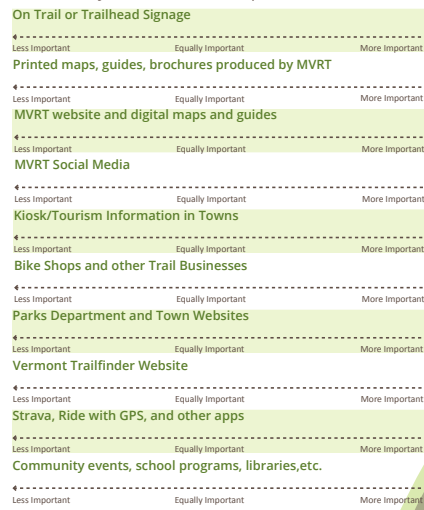 On Trail or Trailhead Signage
Less Important Equally Important More Important
Printed maps, guides, brochures produced by MVRT
Less Important Equally Important More Important
MVRT website and digital maps and guides
Less Important Equally Important More Important
MVRT Social Media
Less Important Equally Important More Important
Kiosk/Tourism Information in Towns
Less Important Equally Important More Important
Bike Shops and other Trail Businesses
Less Important Equally Important More Important
Parks Department and Town Websites
Less Important Equally Important More Important
Vermont Trailfinder Website
Less Important Equally Important More Important
Strava, Ride with GPS, and other apps
Less Important Equally Important More Important
Community events, school programs, libraries,etc.
Less Important Equally Important More Important